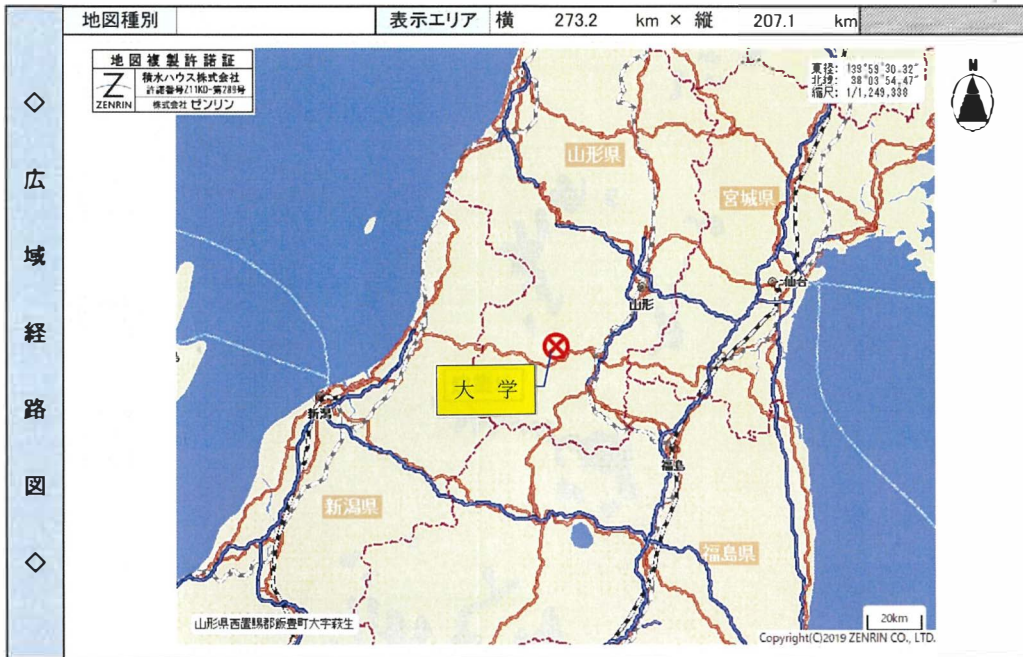 地図種別
表示エリア 横 273.2 km × 縦 207.1 km
地図複製許諾証
Z
ZENRIN
積水ハウス株式会社
許諾番号Z11KD-第289号
株式会社 ゼンリン
東経: 139°59'30.32"
北緯: 38°03'54.47"
縮尺: 1/1,249,339
N
◇
広
域
経
路
図
◇
山形県
宮城県
仙台
山形
大 学
新潟
福島
新潟県
福島県
山形県西置賜郡飯豊町大字萩生
20km
Copyright(C)2019 ZENRIN CO., LTD.